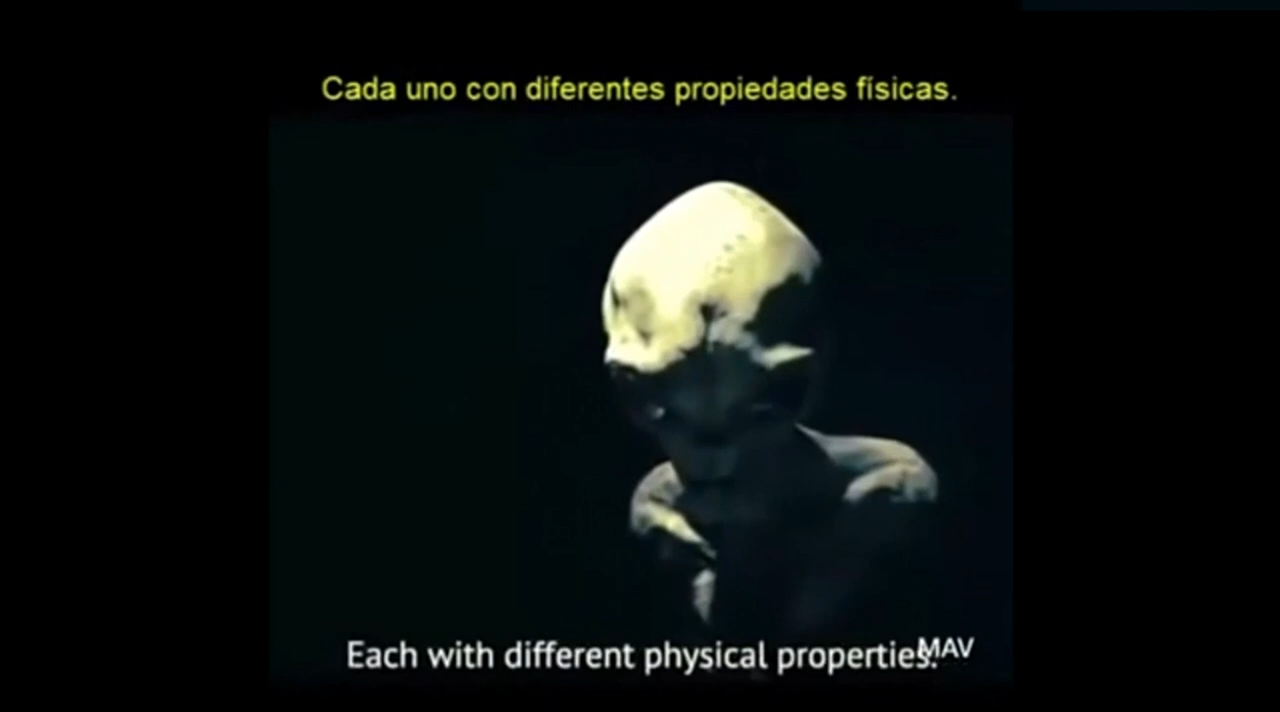 Cada uno con diferentes propiedades físicas.
Each with different physical properties.
MAV